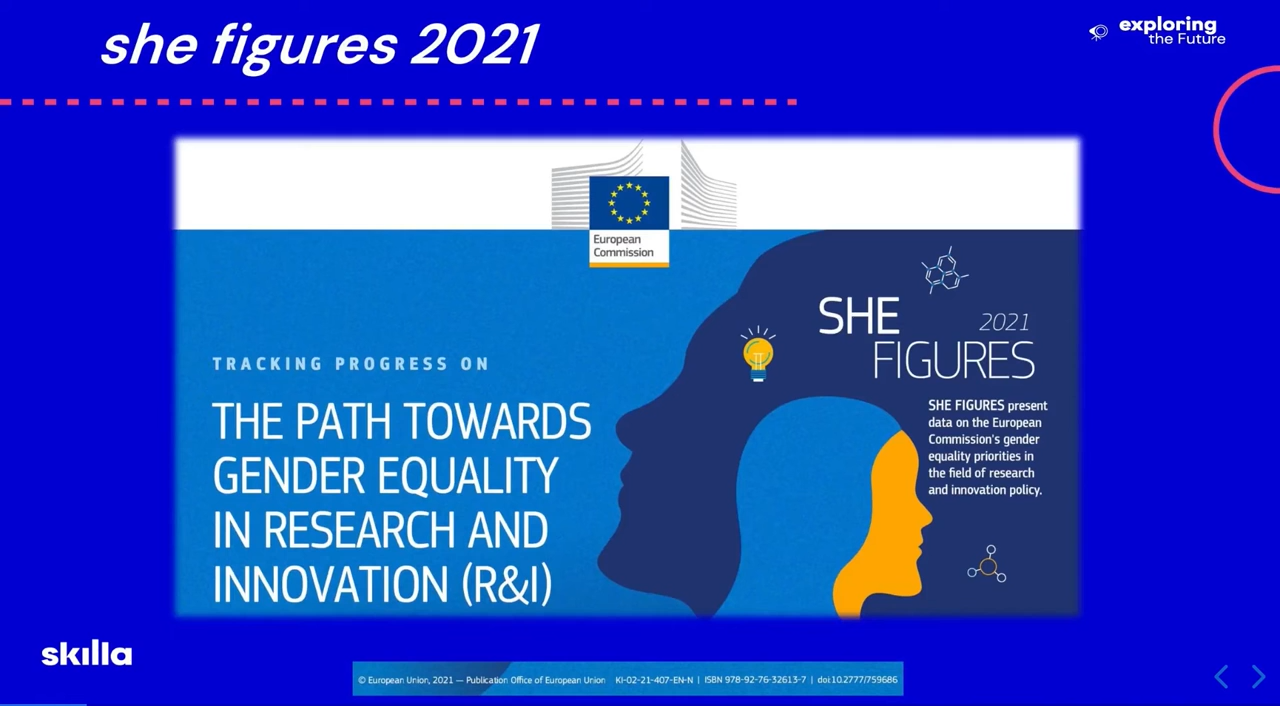 she figures 2021
exploring
the Future
European
Commission
TRACKING PROGRESS ON
THE PATH TOWARDS
GENDER EQUALITY
IN RESEARCH AND
INNOVATION (R&I)
SHE
2021
FIGURES
SHE FIGURES present
data on the European
Commission's gender
equality priorities in
the field of research
and innovation policy.
skilla
© European Union, 2021 — Publication Office of European Union KI-02-21-407-EN-N | ISBN 978-92-76-32613-7 | doi:10.2777/759686